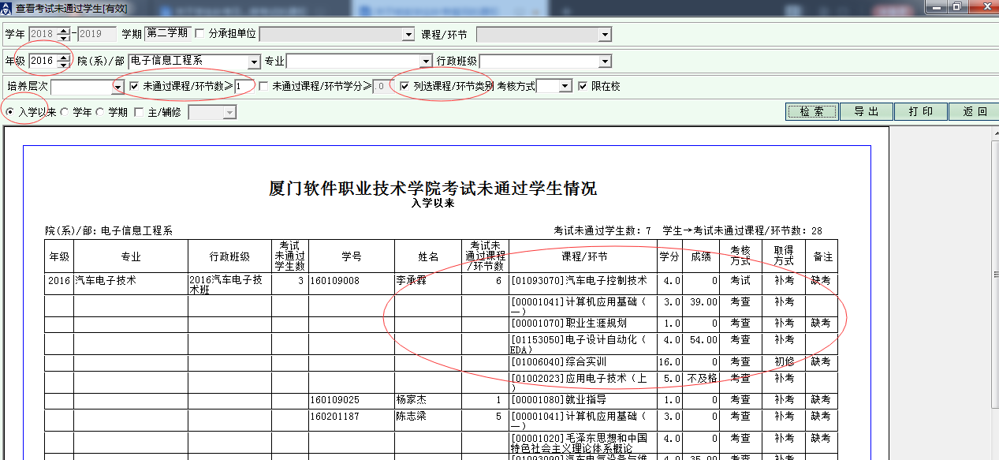 查看考试未通过学生[有效]
学年 2018 - 2019 学期 第二学期 分承担单位 课程/环节
年级 2016 院(系)/部 电子信息工程系 专业 行政班级
培养层次 未通过课程/环节数≥ 1 未通过课程/环节学分≥ .0 列选课程/环节类别 考核方式 限在校
入学以来 学年 学期 主/辅修 检 索 导 出 打 印 返 回
厦门软件职业技术学院考试未通过学生情况
入学以来
院(系)/部: 电子信息工程系 考试未通过学生数: 7 学生→考试未通过课程/环节数: 28
年级 专业 行政班级 考试未通过学生数 学号 姓名 考试未通过课程/环节数 课程/环节 学分 成绩 考核方式 取得方式 备注
2016 汽车电子技术 2016汽车电子技术班 3 160109008 李承霖 6 [01093070]汽车电子控制技术 4.0 0 考试 补考 缺考
[00001041]计算机应用基础（一） 3.0 39.00 考查 补考
[00001070]职业生涯规划 1.0 0 考查 补考 缺考
[01153050]电子设计自动化（EDA） 4.0 54.00 考查 补考
[01006040]综合实训 16.0 0 考查 初修 缺考
[01002023]应用电子技术（上） 5.0 不及格 考查 补考
160109025 杨家杰 1 [00001080]就业指导 1.0 0 考查 补考 缺考
160201187 陈志梁 5 [00001041]计算机应用基础（一） 3.0 0 考查 补考 缺考
[00001020]毛泽东思想和中国特色社会主义理论体系概论 4.0 0 考查 补考 缺考
[01093090]汽车电气设备与维 4.0 35.00 考查 补考